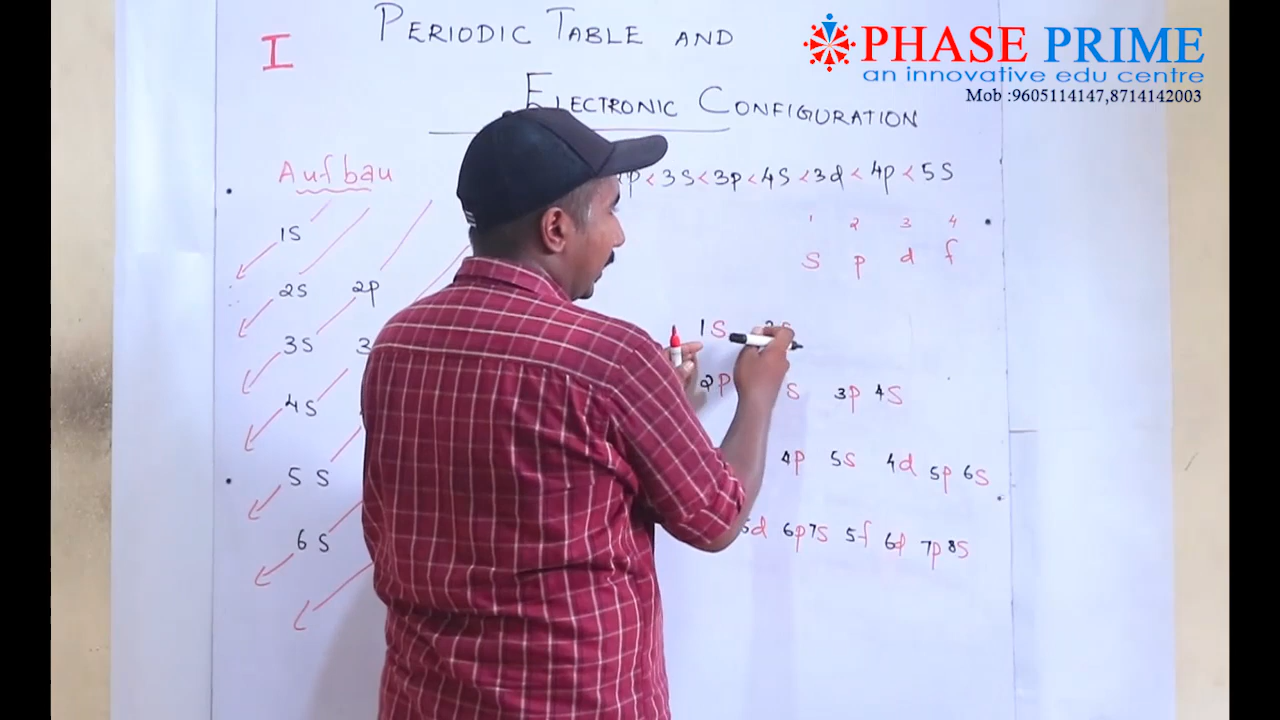 PERIODIC TABLE AND
I
PHASE PRIME
an innovative edu centre
Mob :9605114147,8714142003
ELECTRONIC CONFIGURATION
Aufbau
p < 3s < 3p < 4s < 3d < 4p < 5s
1 2 3 4
s p d f
1s
2s 2p
3s 3
4s
5s
6s
1s 2s
2p s 3p 4s
4p 5s 4d 5p 6s
5d 6p 7s 5f 6d 7p 8s